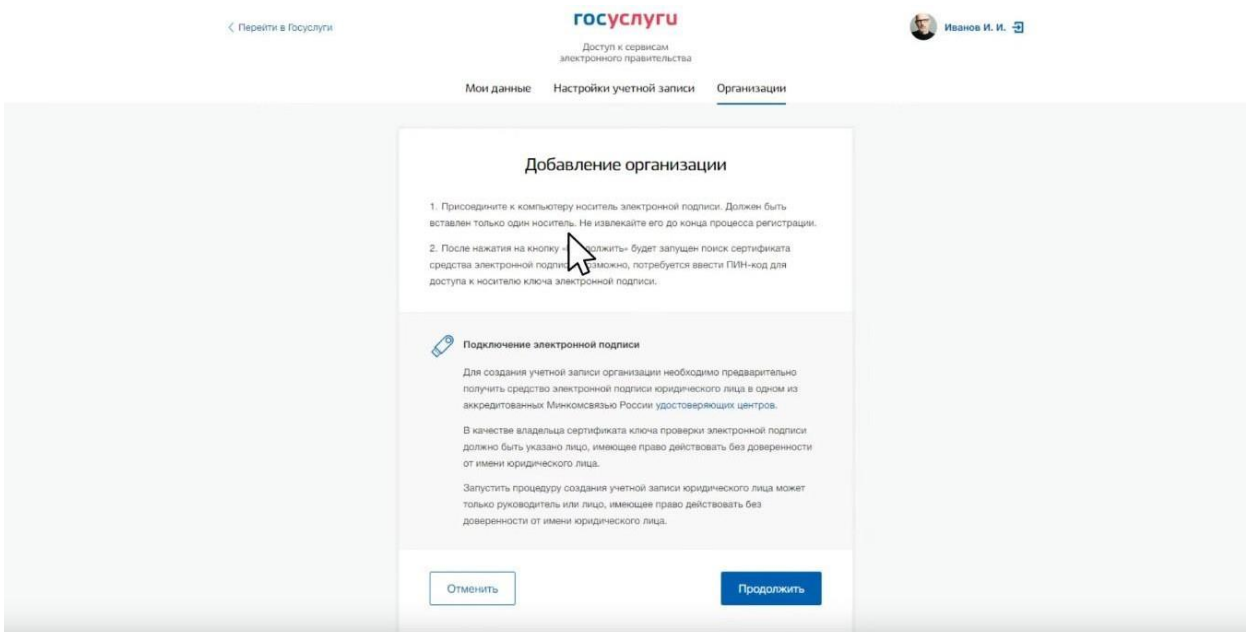 Перейти в Госуслуги
госуслуги
Иванов И. И.
Доступ к сервисам
электронного правительства
Мои данные Настройки учетной записи Организации
Добавление организации
1. Присоедините к компьютеру носитель электронной подписи. Должен быть
вставлен только один носитель. Не извлекайте его до конца процесса регистрации.
2. После нажатия на кнопку должить» будет запущен поиск сертификата
средства электронной подпис зможно, потребуется ввести ПИН-код для
доступа к носителю ключа электронной подписи.
Подключение электронной подписи
Для создания учетной записи организации необходимо предварительно
получить средство электронной подписи юридического лица в одном из
аккредитованных Минкомсвязью России удостоверяющих центров.
В качестве владельца сертификата ключа проверки электронной подписи
должно быть указано лицо, имеющее право действовать без доверенности
от имени юридического лица.
Запустить процедуру создания учетной записи юридического лица может
только руководитель или лицо, имеющее право действовать без
доверенности от имени юридического лица.
Отменить Продолжить